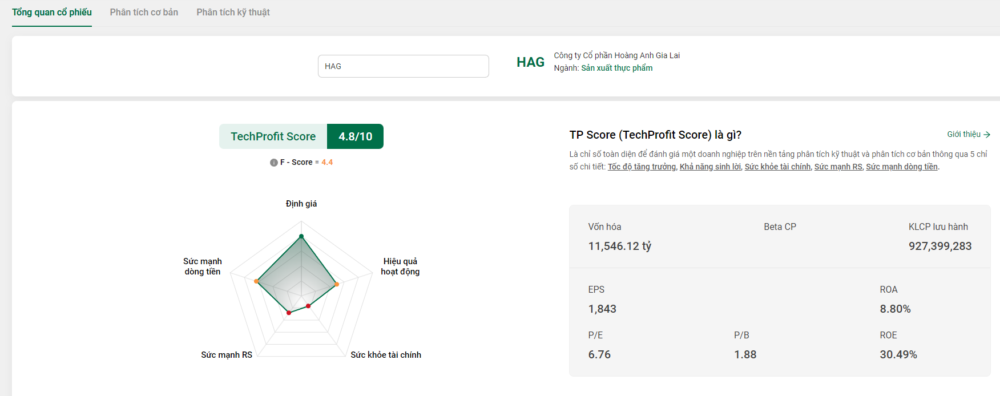 Tổng quan cổ phiếu
Phân tích cơ bản
Phân tích kỹ thuật
HAG
HAG
Công ty Cổ phần Hoàng Anh Gia Lai
Ngành: Sản xuất thực phẩm
TechProfit Score
4.8/10
i F - Score = 4.4
Định giá
Sức mạnh
dòng tiền
Hiệu quả
hoạt động
Sức mạnh RS
Sức khỏe tài chính
TP Score (TechProfit Score) là gì?
Giới thiệu →
Là chỉ số toàn diện để đánh giá một doanh nghiệp trên nền tảng phân tích kỹ thuật và phân tích cơ bản thông qua 5 chỉ
số chi tiết: Tốc độ tăng trưởng, Khả năng sinh lời, Sức khỏe tài chính, Sức mạnh RS, Sức mạnh dòng tiền.
Vốn hóa
Beta CP
KLCP lưu hành
11,546.12 tỷ
927,399,283
EPS
ROA
1,843
8.80%
P/E
P/B
ROE
6.76
1.88
30.49%